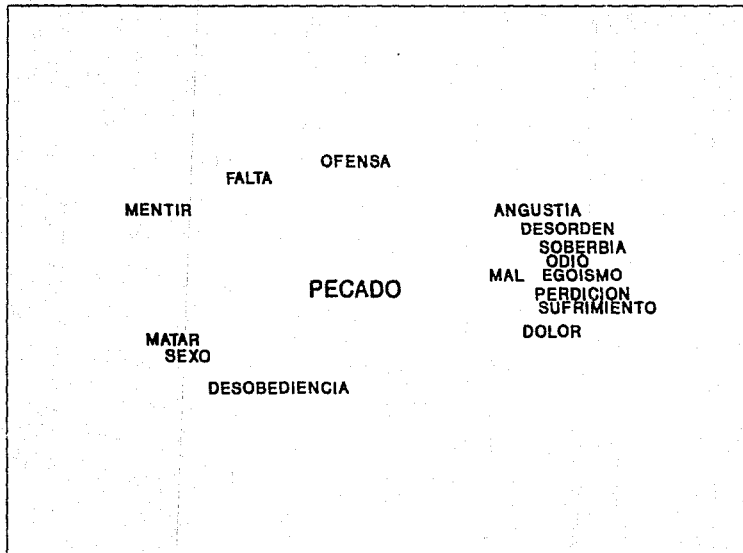 OFENSA
FALTA
MENTIR
ANGUSTIA
DESORDEN
SOBERBIA
ODIO
MAL EGOISMO
PECADO
PERDICION
SUFRIMIENTO
DOLOR
MATAR
SEXO
DESOBEDIENCIA